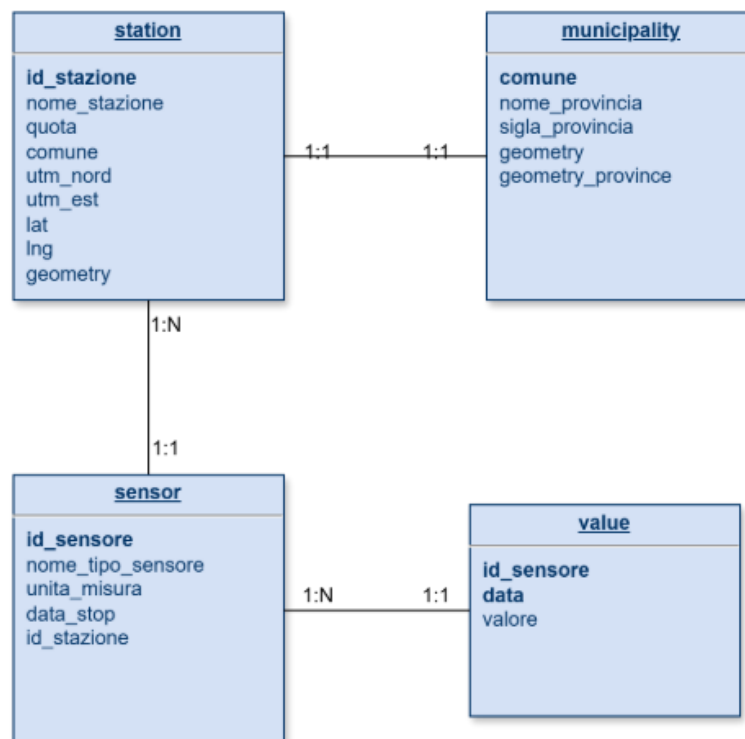 station
id_stazione
nome_stazione
quota
comune
utm_nord
utm_est
lat
lng
geometry
municipality
comune
nome_provincia
sigla_provincia
geometry
geometry_province
1:1
1:1
1:N
1:1
sensor
id_sensore
nome_tipo_sensore
unita_misura
data_stop
id_stazione
1:N
1:1
value
id_sensore
data
valore